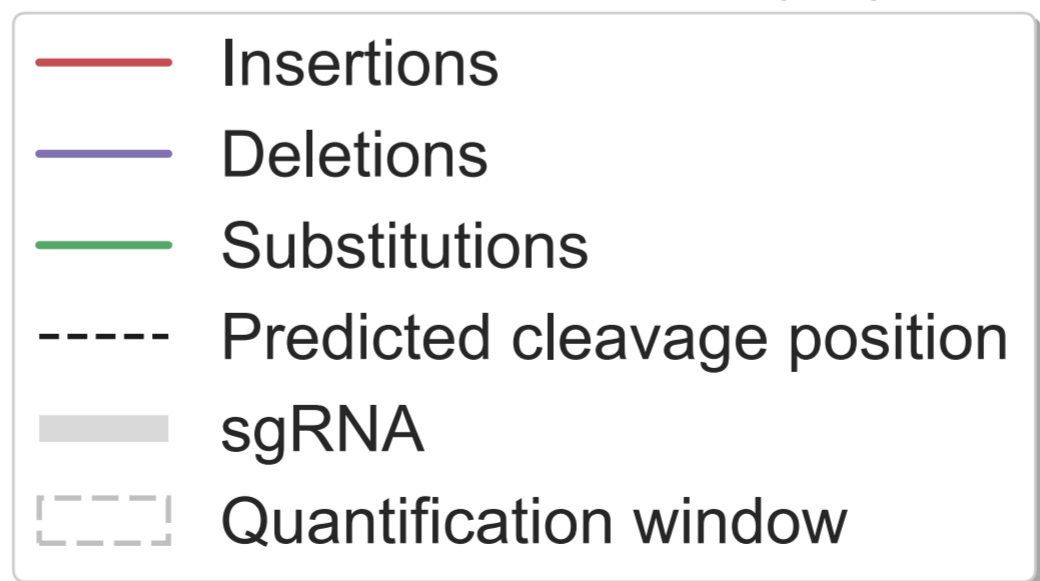 Insertions
Deletions
Substitutions
Predicted cleavage position
sgRNA
Quantification window